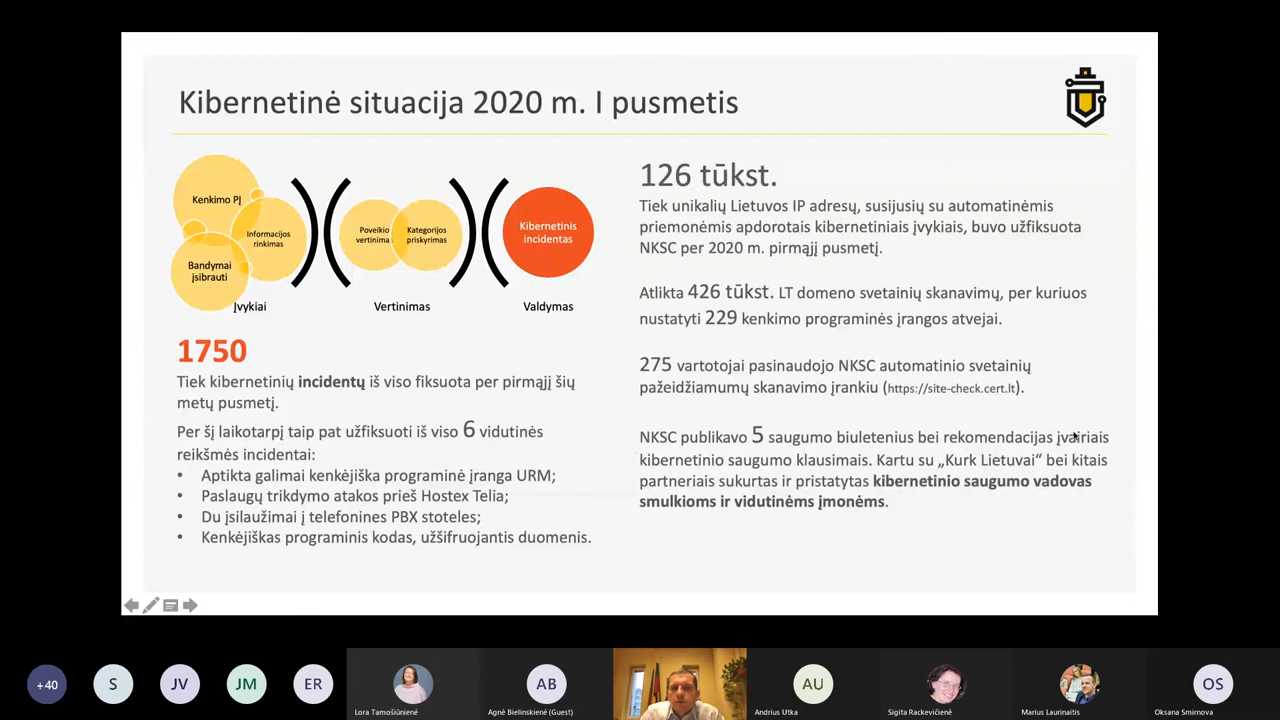 Kibernetinė situacija 2020 m. I pusmetis
Kenkimo PĮ
Informacijos
rinkimas
Bandymai
įsibrauti
Įvykiai
Poveikio
vertinima
Kategorijos
priskyrimas
Vertinimas
Kibernetinis
incidentas
Valdymas
1750
Tiek kibernetinių incidentų iš viso fiksuota per pirmąjį šių
metų pusmetį.
Per šį laikotarpį taip pat užfiksuoti iš viso 6 vidutinės
reikšmės incidentai:
• Aptikta galimai kenkėjiška programinė įranga URM;
• Paslaugų trikdymo atakos prieš Hostex Telia;
• Du įsilaužimai į telefonines PBX stoteles;
• Kenkėjiškas programinis kodas, užšifruojantis duomenis.
126 tūkst.
Tiek unikalių Lietuvos IP adresų, susijusių su automatinėmis
priemonėmis apdorotais kibernetiniais įvykiais, buvo užfiksuota
NKSC per 2020 m. pirmąjį pusmetį.
Atlikta 426 tūkst. LT domeno svetainių skanavimų, per kuriuos
nustatyti 229 kenkimo programinės įrangos atvejai.
275 vartotojai pasinaudojo NKSC automatinio svetainių
pažeidžiamumų skanavimo įrankiu (https://site-check.cert.lt).
NKSC publikavo 5 saugumo biuletenius bei rekomendacijas įvairiais
kibernetinio saugumo klausimais. Kartu su „Kurk Lietuvai“ bei kitais
partneriais sukurtas ir pristatytas kibernetinio saugumo vadovas
smulkioms ir vidutinėms įmonėms.
+40
S
JV
JM
ER
Lora Tamošiūnienė
AB
Agnė Bielinskienė (Guest)
AU
Andrius Utka
Sigita Rackevičienė
Marius Laurinaitis
OS
Oksana Smirnova